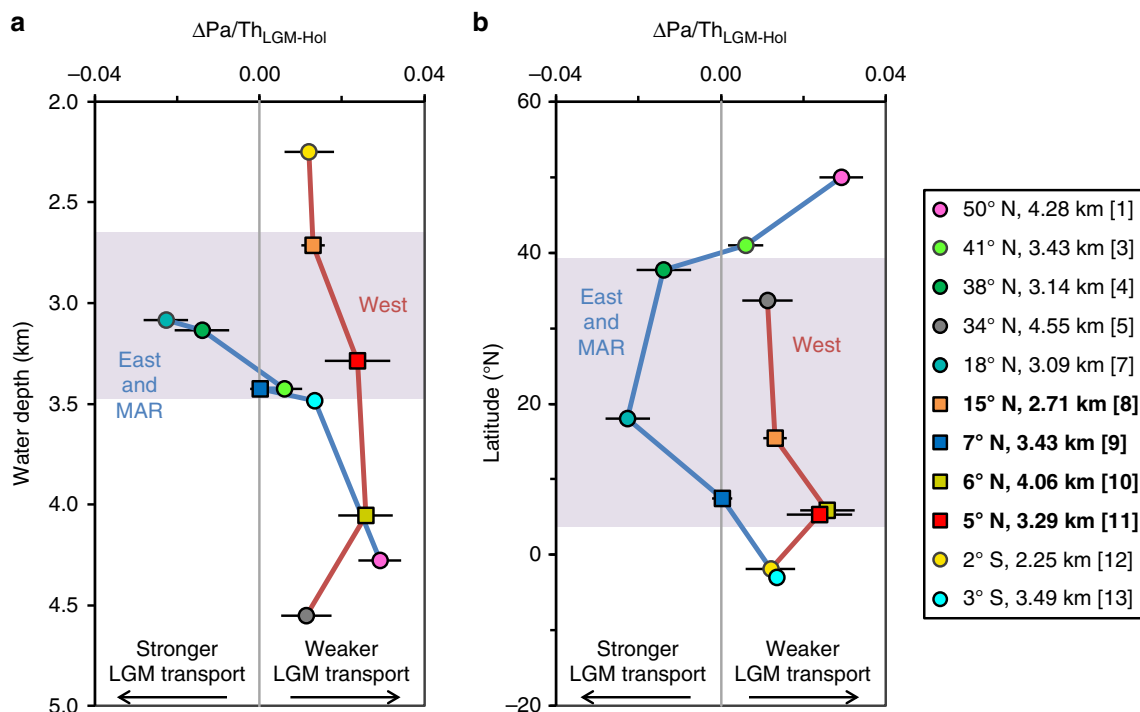 a
ΔPa/Th LGM-Hol
–0.04 0.00 0.04
2.0
2.5
3.0
3.5
4.0
4.5
5.0
Water depth (km)
West
East
and
MAR
Stronger
LGM transport
Weaker
LGM transport
b
ΔPa/Th LGM-Hol
–0.04 0.00 0.04
60
40
20
0
–20
Latitude (°N)
East
and
MAR
West
Stronger
LGM transport
Weaker
LGM transport
50° N, 4.28 km [1]
41° N, 3.43 km [3]
38° N, 3.14 km [4]
34° N, 4.55 km [5]
18° N, 3.09 km [7]
15° N, 2.71 km [8]
7° N, 3.43 km [9]
6° N, 4.06 km [10]
5° N, 3.29 km [11]
2° S, 2.25 km [12]
3° S, 3.49 km [13]